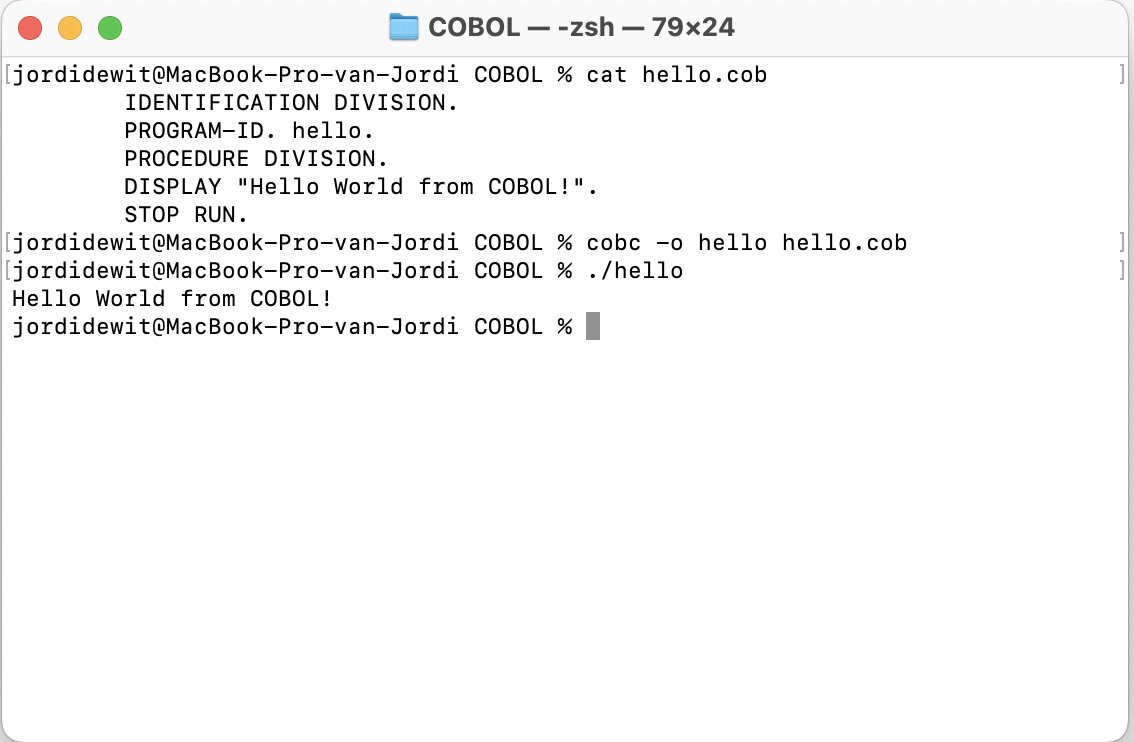 COBOL — -zsh — 79×24
[jordidewit@MacBook-Pro-van-Jordi COBOL % cat hello.cob ]
        IDENTIFICATION DIVISION.
        PROGRAM-ID. hello.
        PROCEDURE DIVISION.
        DISPLAY "Hello World from COBOL!".
        STOP RUN.
[jordidewit@MacBook-Pro-van-Jordi COBOL % cobc -o hello hello.cob ]
[jordidewit@MacBook-Pro-van-Jordi COBOL % ./hello ]
Hello World from COBOL!
jordidewit@MacBook-Pro-van-Jordi COBOL %